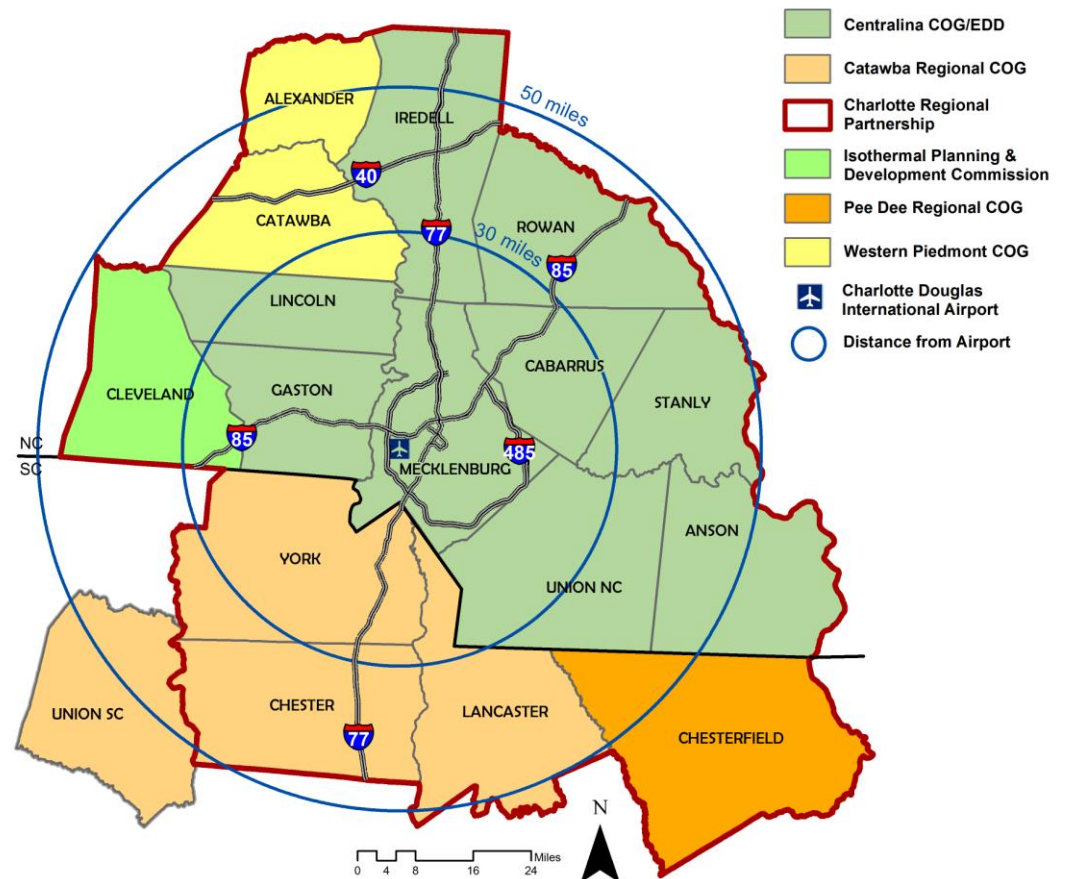 Centralina COG/EDD
Catawba Regional COG
Charlotte Regional
Partnership
Isothermal Planning &
Development Commission
Pee Dee Regional COG
Western Piedmont COG
Charlotte Douglas
International Airport
Distance from Airport
50 miles
ALEXANDER
IREDELL
40
CATAWBA
77
30 miles
ROWAN
85
LINCOLN
CABARRUS
CLEVELAND
GASTON
STANLY
NC
SC
85
485
MECKLENBURG
ANSON
YORK
UNION NC
UNION SC
CHESTER
LANCASTER
77
CHESTERFIELD
N
Miles
0 4 8 16 24